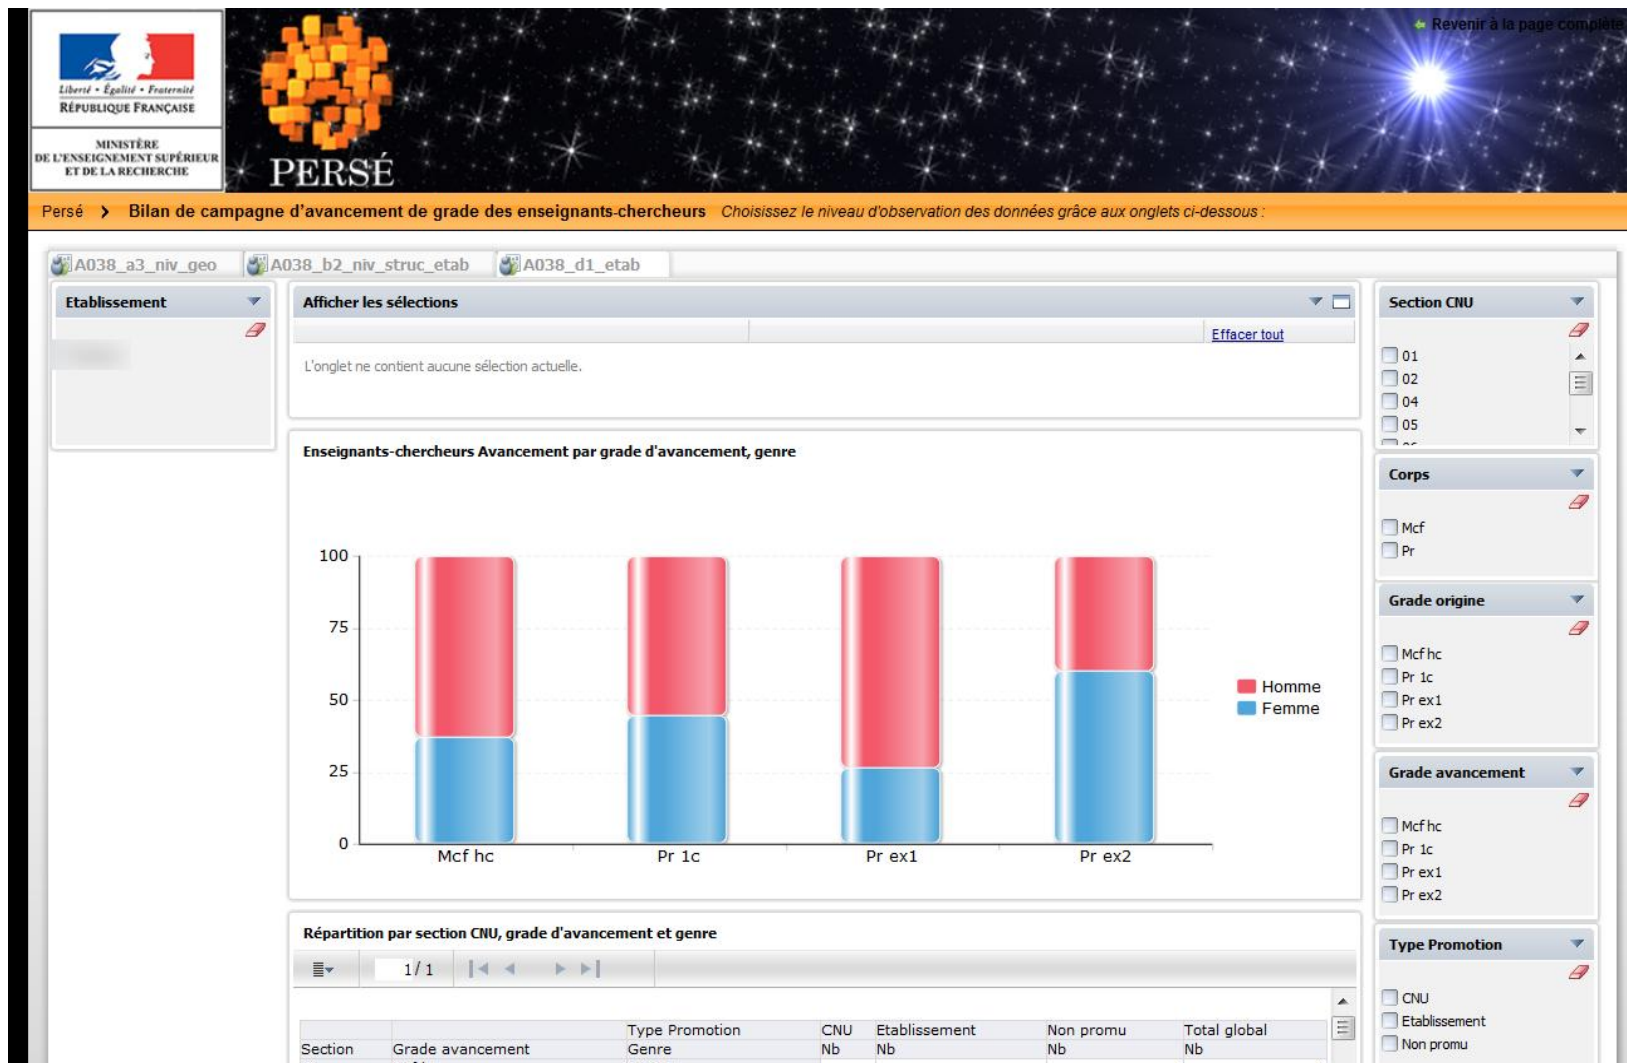 Liberté • Égalité • Fraternité
RÉPUBLIQUE FRANÇAISE
MINISTÈRE
DE L'ENSEIGNEMENT SUPÉRIEUR
ET DE LA RECHERCHE
PERSÉ
Revenir à la page complète
Persé > Bilan de campagne d'avancement de grade des enseignants-chercheurs Choisissez le niveau d'observation des données grâce aux onglets ci-dessous :
A038_a3_niv_geo A038_b2_niv_struc_etab A038_d1_etab
Etablissement
Afficher les sélections
Effacer tout
L'onglet ne contient aucune sélection actuelle.
Enseignants-chercheurs Avancement par grade d'avancement, genre
100
75
50
25
0
Mcf hc Pr 1c Pr ex1 Pr ex2
Homme
Femme
Répartition par section CNU, grade d'avancement et genre
1/1
Type Promotion CNU Etablissement Non promu Total global
Section Grade avancement Genre Nb Nb Nb Nb
Section CNU
01
02
04
05
Corps
Mcf
Pr
Grade origine
Mcf hc
Pr 1c
Pr ex1
Pr ex2
Grade avancement
Mcf hc
Pr 1c
Pr ex1
Pr ex2
Type Promotion
CNU
Etablissement
Non promu